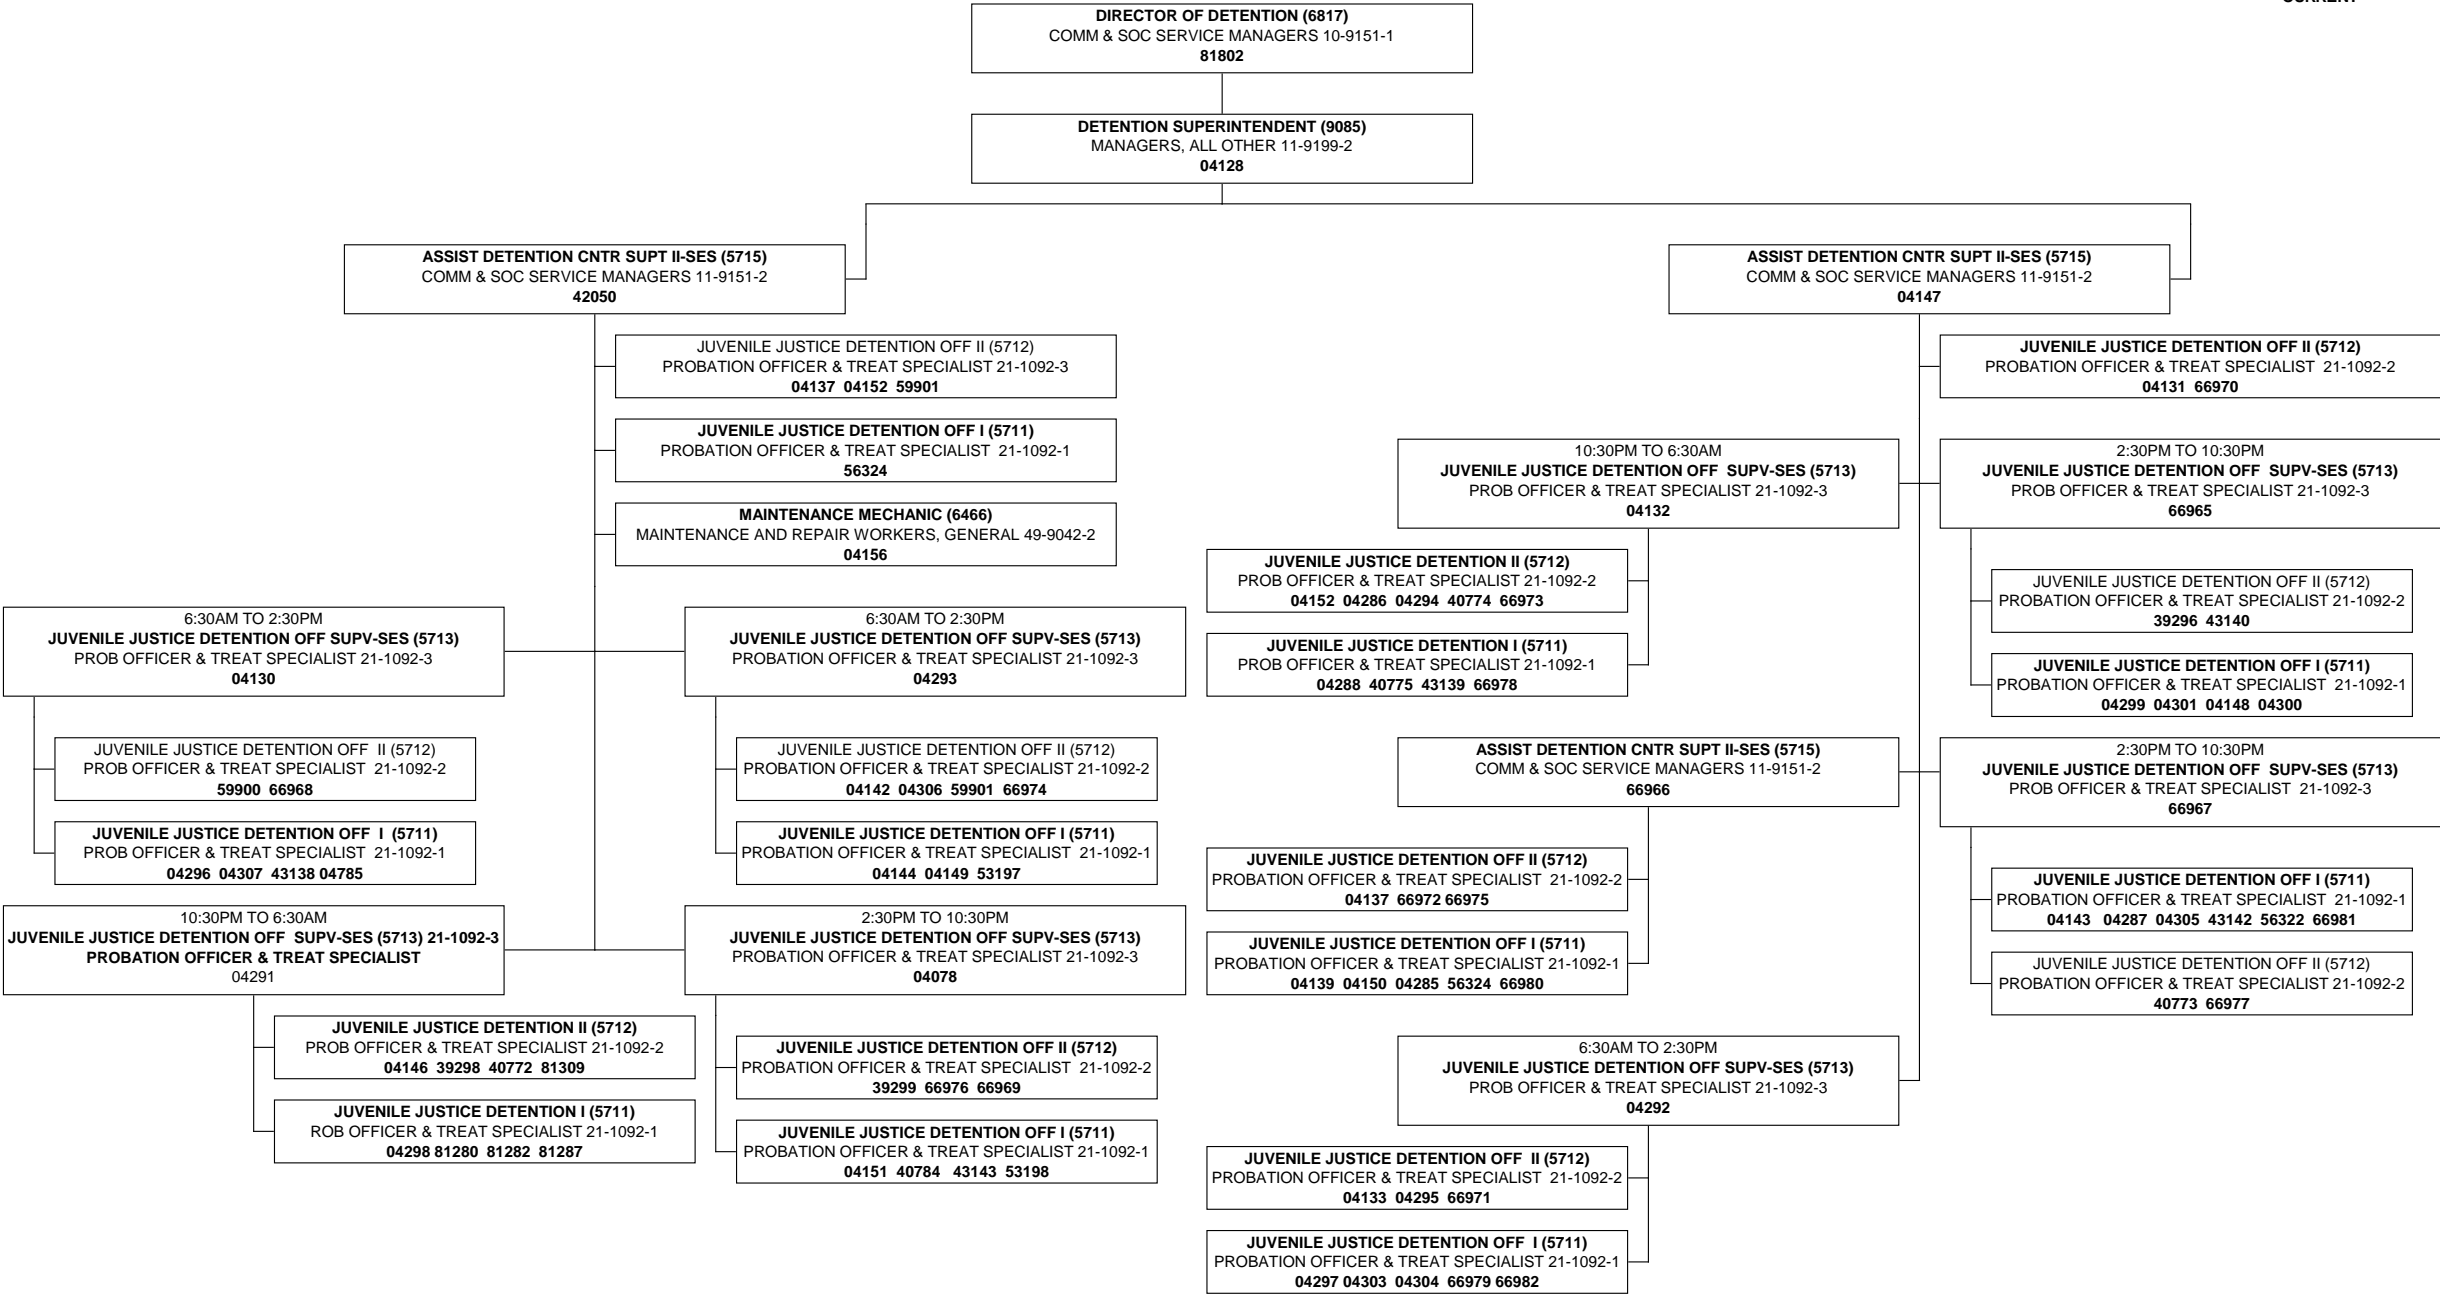 CURRENT
DIRECTOR OF DETENTION (6817)
COMM & SOC SERVICE MANAGERS 10-9151-1
81802
DETENTION SUPERINTENDENT (9085)
MANAGERS, ALL OTHER 11-9199-2
04128
ASSIST DETENTION CNTR SUPT II-SES (5715)
COMM & SOC SERVICE MANAGERS 11-9151-2
42050
JUVENILE JUSTICE DETENTION OFF II (5712)
PROBATION OFFICER & TREAT SPECIALIST 21-1092-3
04137 04152 59901
JUVENILE JUSTICE DETENTION OFF I (5711)
PROBATION OFFICER & TREAT SPECIALIST 21-1092-1
56324
MAINTENANCE MECHANIC (6466)
MAINTENANCE AND REPAIR WORKERS, GENERAL 49-9042-2
04156
6:30AM TO 2:30PM
JUVENILE JUSTICE DETENTION OFF SUPV-SES (5713)
PROB OFFICER & TREAT SPECIALIST 21-1092-3
04130
JUVENILE JUSTICE DETENTION OFF II (5712)
PROB OFFICER & TREAT SPECIALIST 21-1092-2
59900 66968
JUVENILE JUSTICE DETENTION OFF I (5711)
PROB OFFICER & TREAT SPECIALIST 21-1092-1
04296 04307 43138 04785
6:30AM TO 2:30PM
JUVENILE JUSTICE DETENTION OFF SUPV-SES (5713)
PROBATION OFFICER & TREAT SPECIALIST 21-1092-3
04293
JUVENILE JUSTICE DETENTION OFF II (5712)
PROBATION OFFICER & TREAT SPECIALIST 21-1092-2
04142 04306 59901 66974
JUVENILE JUSTICE DETENTION OFF I (5711)
PROBATION OFFICER & TREAT SPECIALIST 21-1092-1
04144 04149 53197
10:30PM TO 6:30AM
JUVENILE JUSTICE DETENTION OFF SUPV-SES (5713) 21-1092-3
PROBATION OFFICER & TREAT SPECIALIST
04291
JUVENILE JUSTICE DETENTION II (5712)
PROB OFFICER & TREAT SPECIALIST 21-1092-2
04146 39298 40772 81309
JUVENILE JUSTICE DETENTION I (5711)
ROB OFFICER & TREAT SPECIALIST 21-1092-1
04298 81280 81282 81287
2:30PM TO 10:30PM
JUVENILE JUSTICE DETENTION OFF SUPV-SES (5713)
PROBATION OFFICER & TREAT SPECIALIST 21-1092-3
04078
JUVENILE JUSTICE DETENTION OFF II (5712)
PROBATION OFFICER & TREAT SPECIALIST 21-1092-2
39299 66976 66969
JUVENILE JUSTICE DETENTION OFF I (5711)
PROBATION OFFICER & TREAT SPECIALIST 21-1092-1
04151 40784 43143 53198
ASSIST DETENTION CNTR SUPT II-SES (5715)
COMM & SOC SERVICE MANAGERS 11-9151-2
04147
JUVENILE JUSTICE DETENTION OFF II (5712)
PROBATION OFFICER & TREAT SPECIALIST 21-1092-2
04131 66970
10:30PM TO 6:30AM
JUVENILE JUSTICE DETENTION OFF SUPV-SES (5713)
PROB OFFICER & TREAT SPECIALIST 21-1092-3
04132
JUVENILE JUSTICE DETENTION II (5712)
PROB OFFICER & TREAT SPECIALIST 21-1092-2
04152 04286 04294 40774 66973
JUVENILE JUSTICE DETENTION I (5711)
PROB OFFICER & TREAT SPECIALIST 21-1092-1
04288 40775 43139 66978
2:30PM TO 10:30PM
JUVENILE JUSTICE DETENTION OFF SUPV-SES (5713)
PROB OFFICER & TREAT SPECIALIST 21-1092-3
66965
JUVENILE JUSTICE DETENTION OFF II (5712)
PROBATION OFFICER & TREAT SPECIALIST 21-1092-2
39296 43140
JUVENILE JUSTICE DETENTION OFF I (5711)
PROBATION OFFICER & TREAT SPECIALIST 21-1092-1
04299 04301 04148 04300
ASSIST DETENTION CNTR SUPT II-SES (5715)
COMM & SOC SERVICE MANAGERS 11-9151-2
66966
JUVENILE JUSTICE DETENTION OFF II (5712)
PROBATION OFFICER & TREAT SPECIALIST 21-1092-2
04137 66972 66975
JUVENILE JUSTICE DETENTION OFF I (5711)
PROBATION OFFICER & TREAT SPECIALIST 21-1092-1
04139 04150 04285 56324 66980
2:30PM TO 10:30PM
JUVENILE JUSTICE DETENTION OFF SUPV-SES (5713)
PROB OFFICER & TREAT SPECIALIST 21-1092-3
66967
JUVENILE JUSTICE DETENTION OFF I (5711)
PROBATION OFFICER & TREAT SPECIALIST 21-1092-1
04143 04287 04305 43142 56322 66981
JUVENILE JUSTICE DETENTION OFF II (5712)
PROBATION OFFICER & TREAT SPECIALIST 21-1092-2
40773 66977
6:30AM TO 2:30PM
JUVENILE JUSTICE DETENTION OFF SUPV-SES (5713)
PROB OFFICER & TREAT SPECIALIST 21-1092-3
04292
JUVENILE JUSTICE DETENTION OFF II (5712)
PROBATION OFFICER & TREAT SPECIALIST 21-1092-2
04133 04295 66971
JUVENILE JUSTICE DETENTION OFF I (5711)
PROBATION OFFICER & TREAT SPECIALIST 21-1092-1
04297 04303 04304 66979 66982